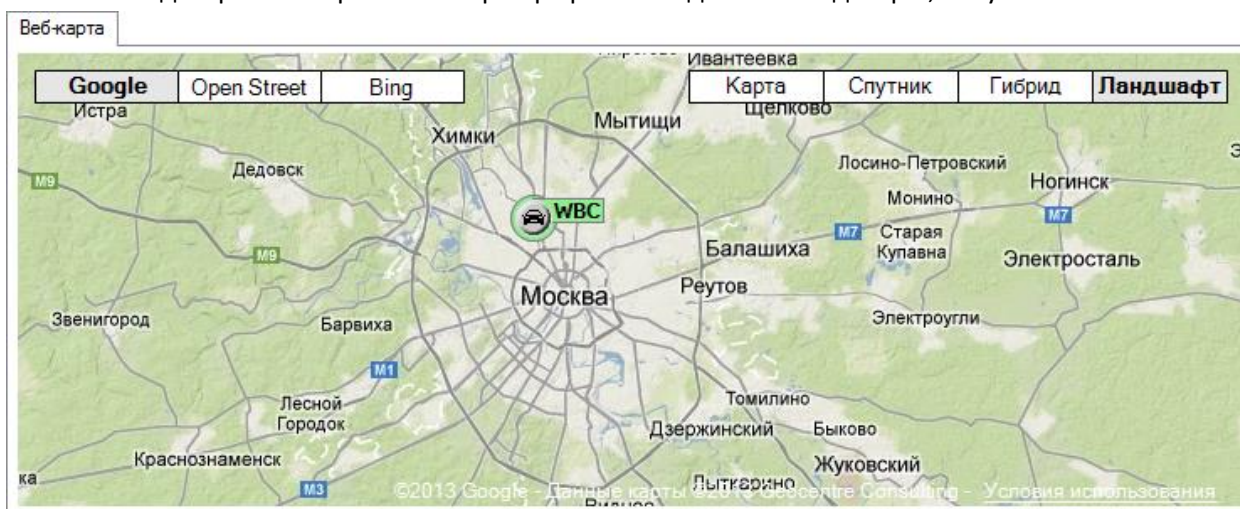 Веб-карта
Ивантеевка
Google Open Street Bing
Карта Спутник Гибрид Ландшафт
Истра
Щелково
Мытищи
Химки
Дедовск
Лосино-Петровский
M9
Ногинск
Монино
WBC
M7
M7
Старая
Купавна
Балашиха
M9
Электросталь
Реутов
Москва
Звенигород
Барвиха
Электроугли
M1
Лесной
Городок
Томилино
Дзержинский
Быково
Краснознаменск
Жуковский
ка
Лыткарино
M3
©2013 Google - Данные карты ©2013 Geocentre Consulting - Условия использования